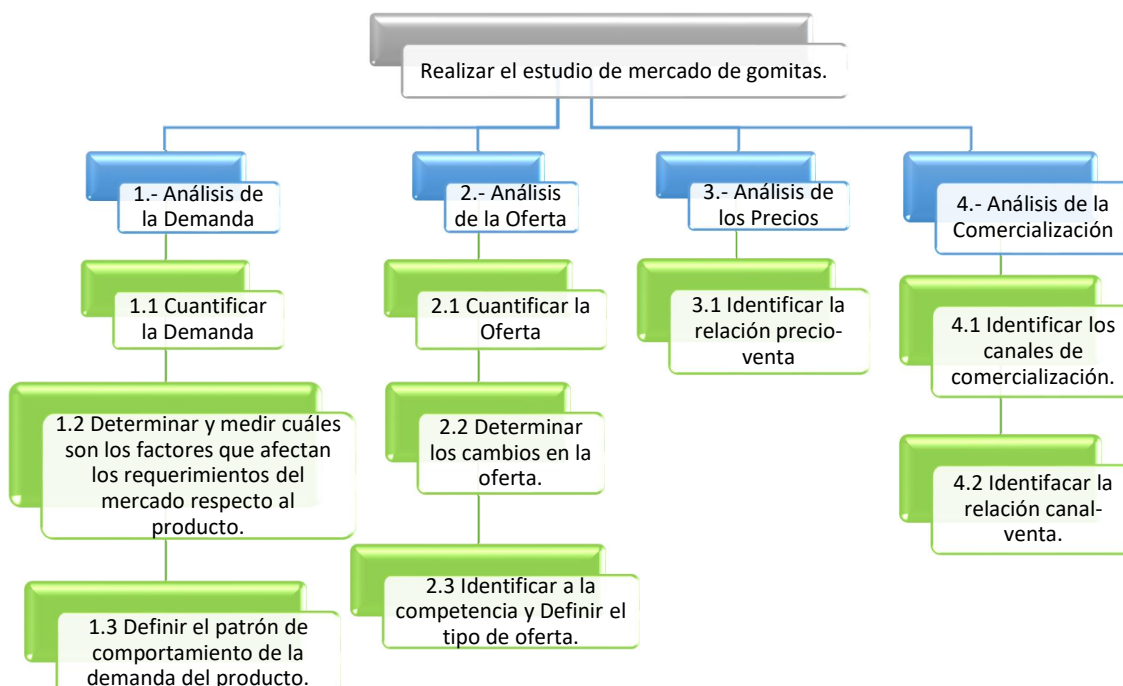 Realizar el estudio de mercado de gomitas.
1.- Análisis de
la Demanda
1.1 Cuantificar
la Demanda
1.2 Determinar y medir cuáles
son los factores que afectan
los requerimientos del
mercado respecto al
producto.
1.3 Definir el patrón de
comportamiento de la
demanda del producto.
2.- Análisis
de la Oferta
2.1 Cuantificar la
Oferta
2.2 Determinar
los cambios en la
oferta.
2.3 Identificar a la
competencia y Definir el
tipo de oferta.
3.- Análisis de
los Precios
3.1 Identificar la
relación precio-
venta
4.- Análisis de la
Comercialización
4.1 Identificar los
canales de
comercialización.
4.2 Identifacar la
relación canal-
venta.